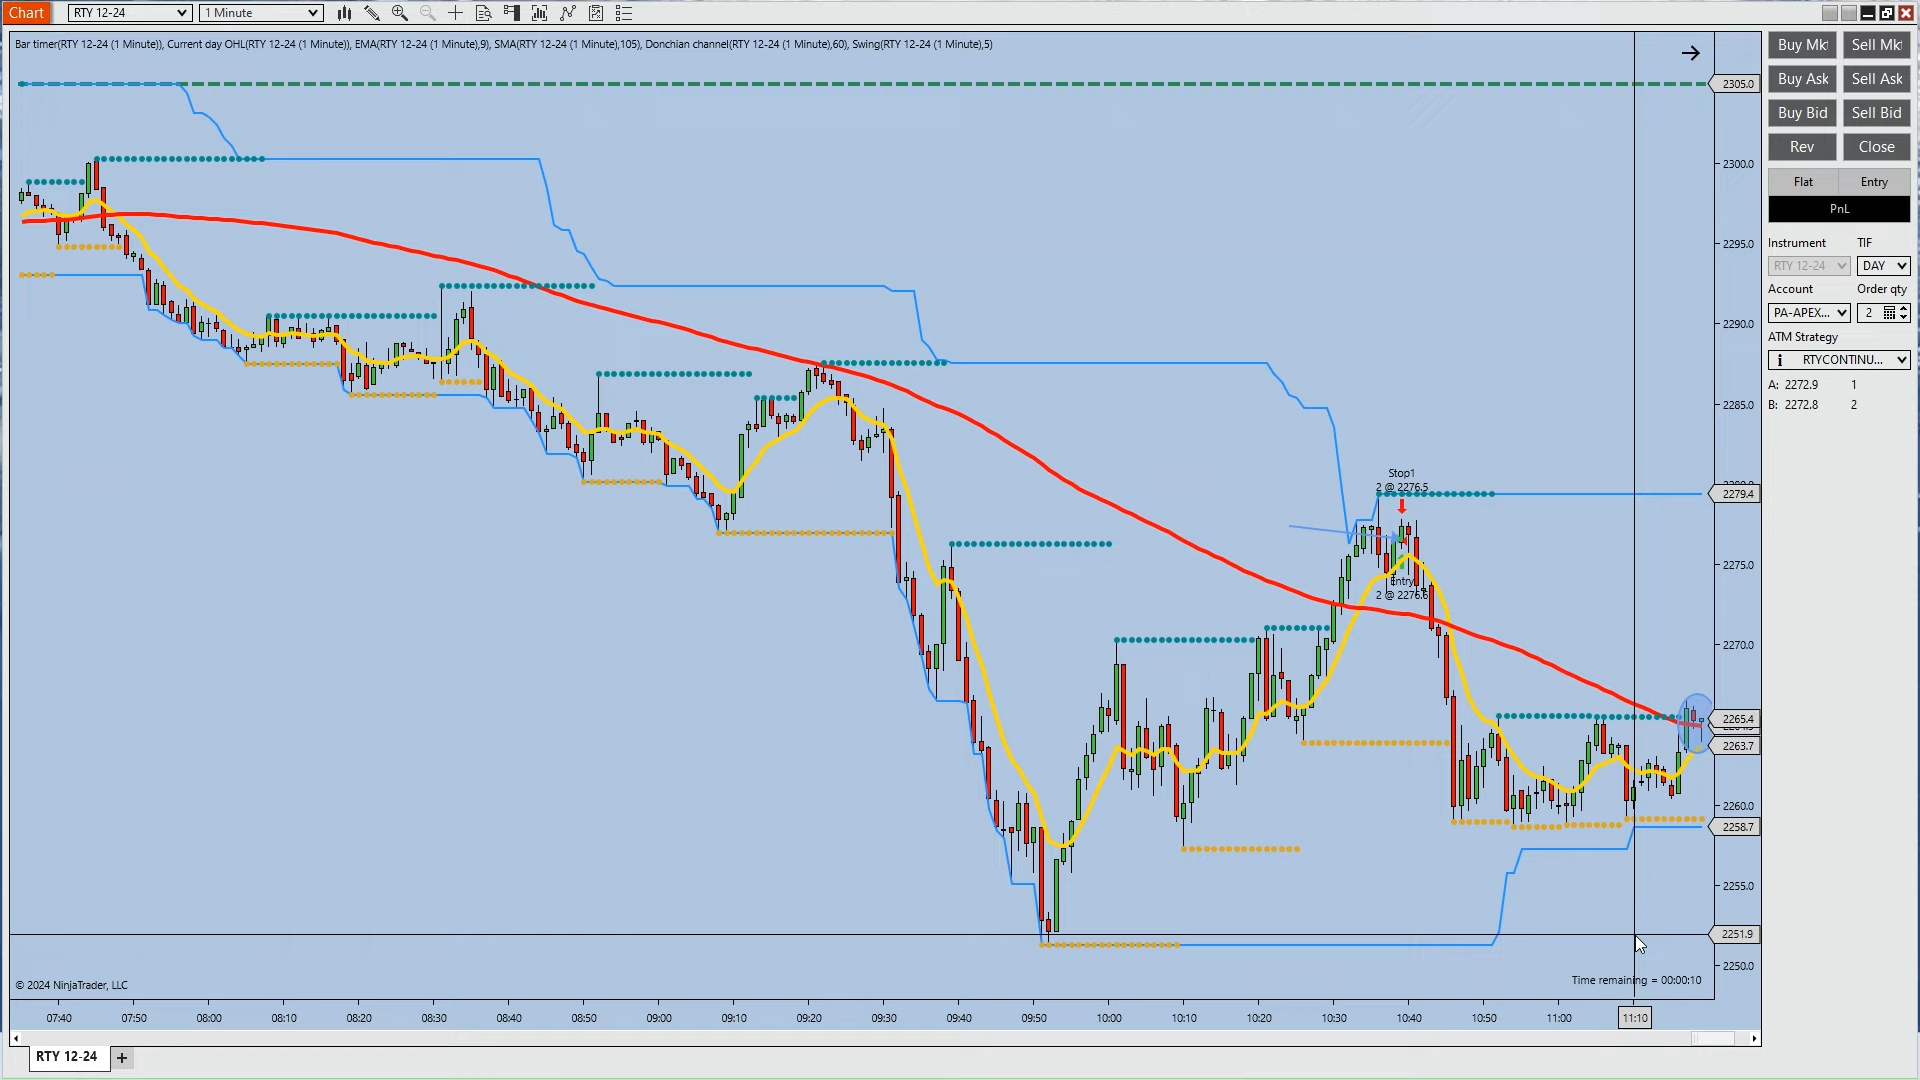 Chart
RTY 12-24
1 Minute
Bar timer(RTY 12-24 (1 Minute)), Current day OHL(RTY 12-24 (1 Minute)), EMA(RTY 12-24 (1 Minute),9), SMA(RTY 12-24 (1 Minute),105), Donchian channel(RTY 12-24 (1 Minute),60), Swing(RTY 12-24 (1 Minute),5)
Buy Mk
Sell Mk
Buy Ask
Sell Ask
Buy Bid
Sell Bid
Rev
Close
Flat
Entry
PnL
Instrument
TIF
RTY 12-24
DAY
Account
Order qty
PA-APEX...
2
ATM Strategy
RTYCONTINU...
A: 2272.9 1
B: 2272.8 2
2305.0
2300.0
2295.0
2290.0
2285.0
2279.4
2275.0
2270.0
2265.4
2263.7
2260.0
2258.7
2255.0
2251.9
2250.0
Stop1
2 @ 2276.5
Entry
2 @ 2276.6
Time remaining = 00:00:10
© 2024 NinjaTrader, LLC
07:40 07:50 08:00 08:10 08:20 08:30 08:40 08:50 09:00 09:10 09:20 09:30 09:40 09:50 10:00 10:10 10:20 10:30 10:40 10:50 11:00 11:10
RTY 12-24